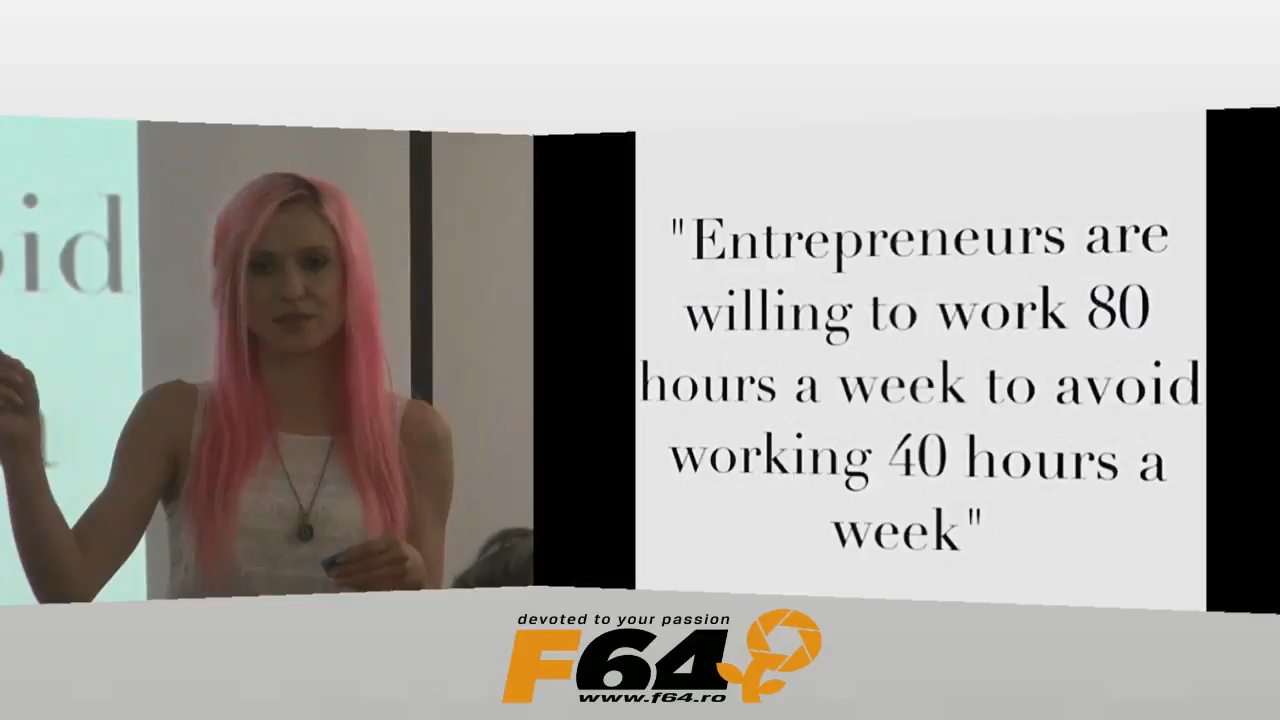 oid
"Entrepreneurs are
willing to work 80
hours a week to avoid
working 40 hours a
week"
devoted to your passion
F64
www.f64.ro